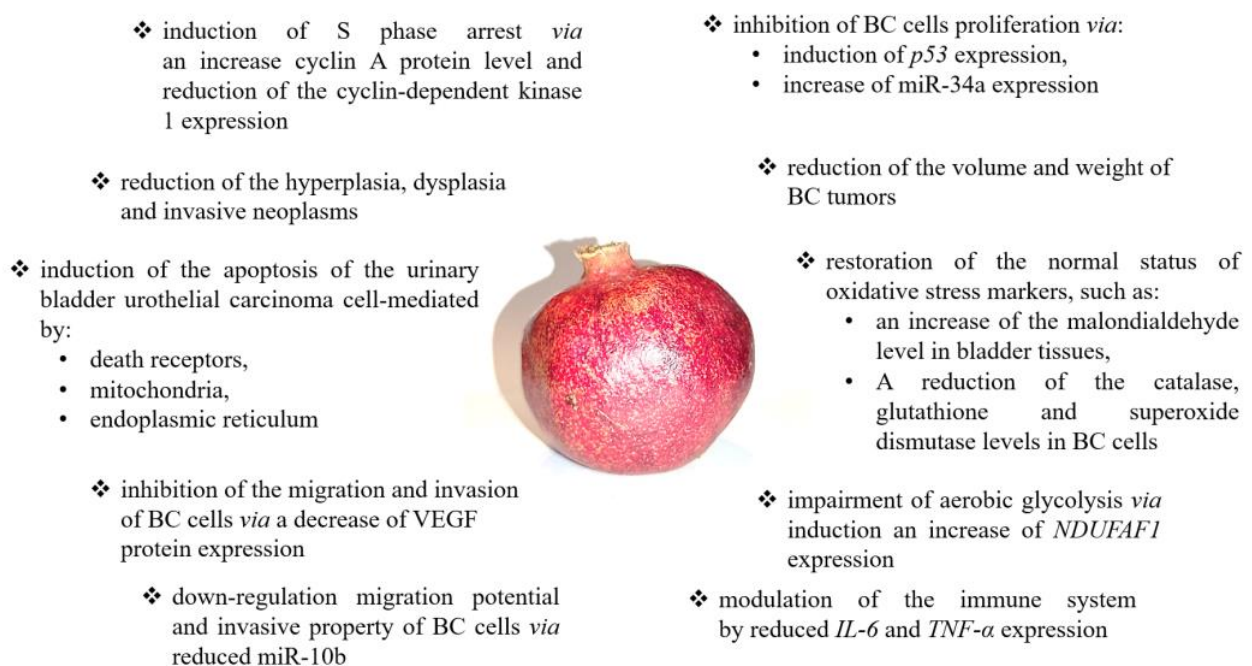 ❖ induction of S phase arrest via
an increase cyclin A protein level and
reduction of the cyclin-dependent kinase
1 expression
❖ reduction of the hyperplasia, dysplasia
and invasive neoplasms
❖ induction of the apoptosis of the urinary
bladder urothelial carcinoma cell-mediated
by:
• death receptors,
• mitochondria,
• endoplasmic reticulum
❖ inhibition of the migration and invasion
of BC cells via a decrease of VEGF
protein expression
❖ down-regulation migration potential
and invasive property of BC cells via
reduced miR-10b
❖ inhibition of BC cells proliferation via:
• induction of p53 expression,
• increase of miR-34a expression
❖ reduction of the volume and weight of
BC tumors
❖ restoration of the normal status of
oxidative stress markers, such as:
• an increase of the malondialdehyde
level in bladder tissues,
• A reduction of the catalase,
glutathione and superoxide
dismutase levels in BC cells
❖ impairment of aerobic glycolysis via
induction an increase of NDUFAF1
expression
❖ modulation of the immune system
by reduced IL-6 and TNF-α expression